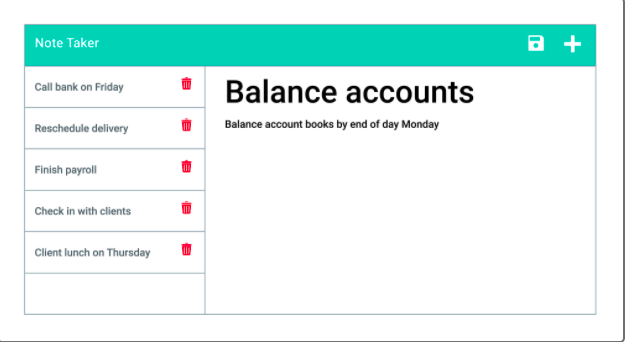 Note Taker
Call bank on Friday
Reschedule delivery
Finish payroll
Check in with clients
Client lunch on Thursday
Balance accounts
Balance account books by end of day Monday